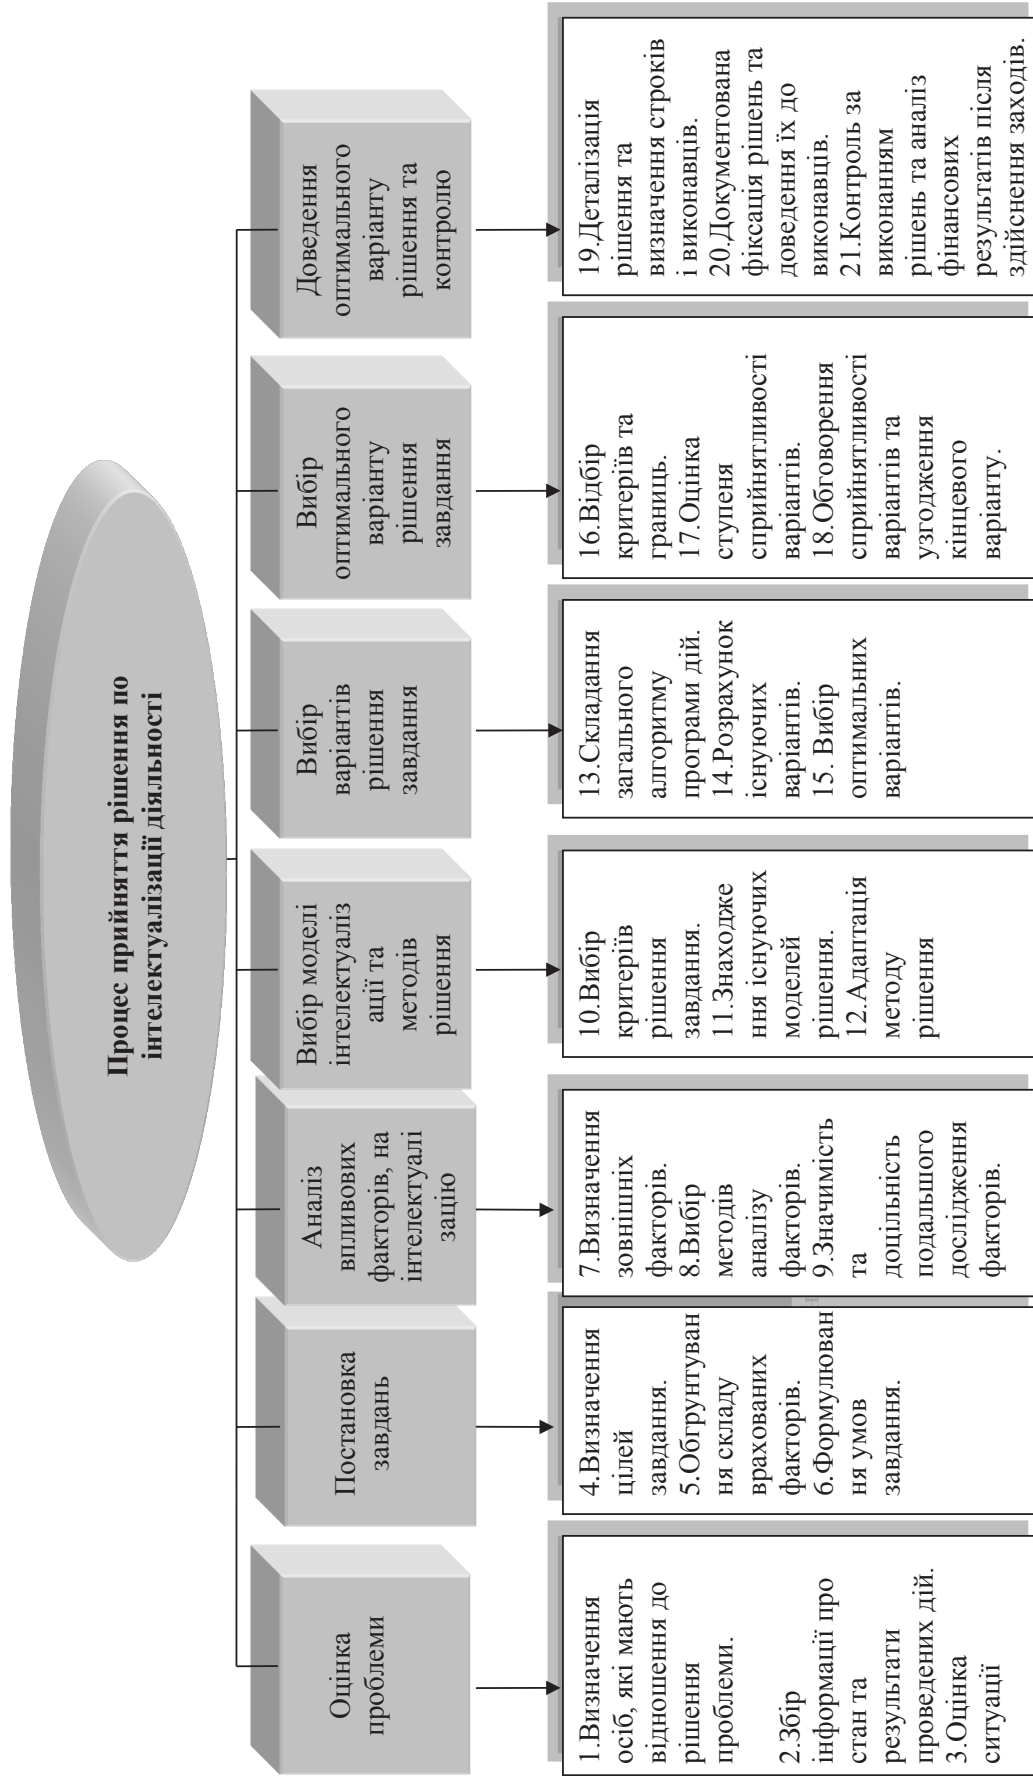 Процес прийняття рішення по
інтелектуалізації діяльності
Оцінка
проблеми
Постановка
завдань
Аналіз
впливових
факторів, на
інтелектуалі
зацію
Вибір моделі
інтелектуаліз
ації та
методів
рішення
Вибір
варіантів
рішення
завдання
Вибір
оптимального
варіанту
рішення
завдання
Доведення
оптимального
варіанту
рішення та
контролю
1.Визначення
осіб, які мають
відношення до
рішення
проблеми.
2.Збір
інформації про
стан та
результати
проведених дій.
3.Оцінка
ситуації
4.Визначення
цілей
завдання.
5.Обгрунтуван
ня складу
врахованих
факторів.
6.Формулюван
ня умов
завдання.
7.Визначення
зовнішніх
факторів.
8.Вибір
методів
аналізу
факторів.
9.Значимість
та
доцільність
подальшого
дослідження
факторів.
10.Вибір
критеріїв
рішення
завдання.
11.Знаходже
ння існуючих
моделей
рішення.
12.Адаптація
методу
рішення
13.Складання
загального
алгоритму
програми дій.
14.Розрахунок
існуючих
варіантів.
15. Вибір
оптимальних
варіантів.
16.Відбір
критеріїв та
границь.
17.Оцінка
ступеня
сприйнятливості
варіантів.
18.Обговорення
сприйнятливості
варіантів та
узгодження
кінцевого
варіанту.
19.Деталізація
рішення та
визначення строків
і виконавців.
20.Документована
фіксація рішень та
доведення їх до
виконавців.
21.Контроль за
виконанням
рішень та аналіз
фінансових
результатів після
здійснення заходів.